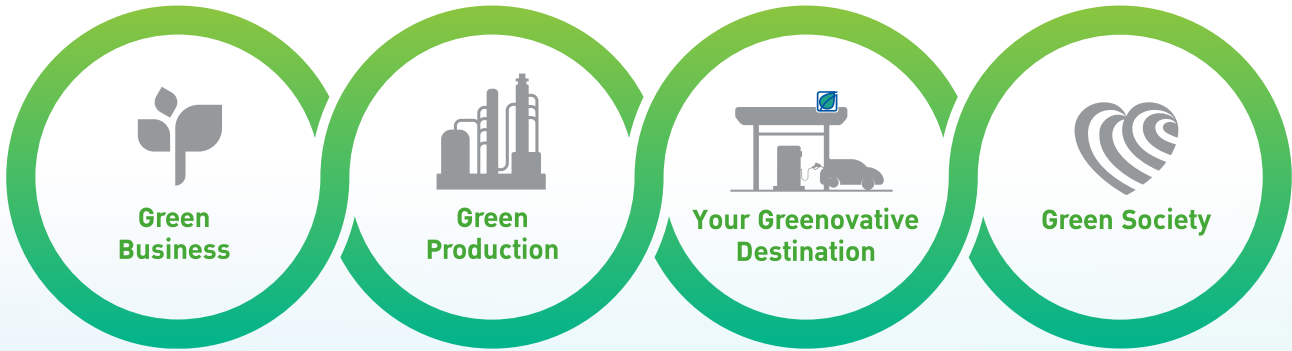 Green
Business
Green
Production
Your Greenovative
Destination
Green Society